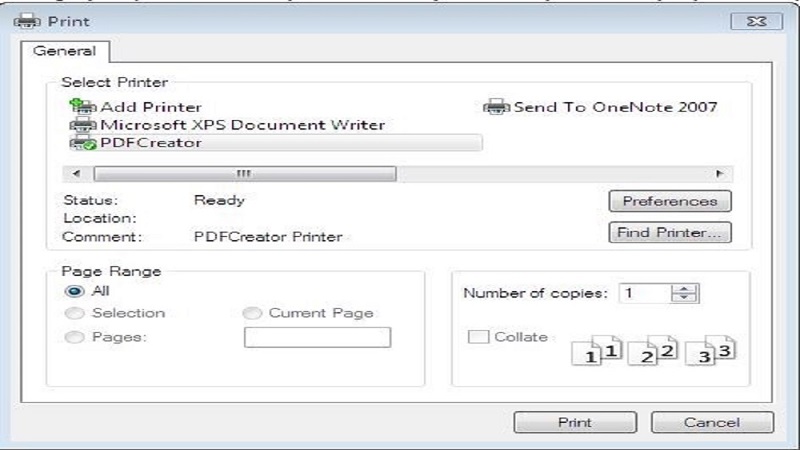 Print
General
Select Printer
Add Printer
Send To OneNote 2007
Microsoft XPS Document Writer
PDFCreator
Status: Ready
Preferences
Location:
Comment: PDFCreator Printer
Find Printer...
Page Range
All
Number of copies: 1
Selection
Current Page
Pages:
Collate
1 1 2 2 3 3
Print
Cancel